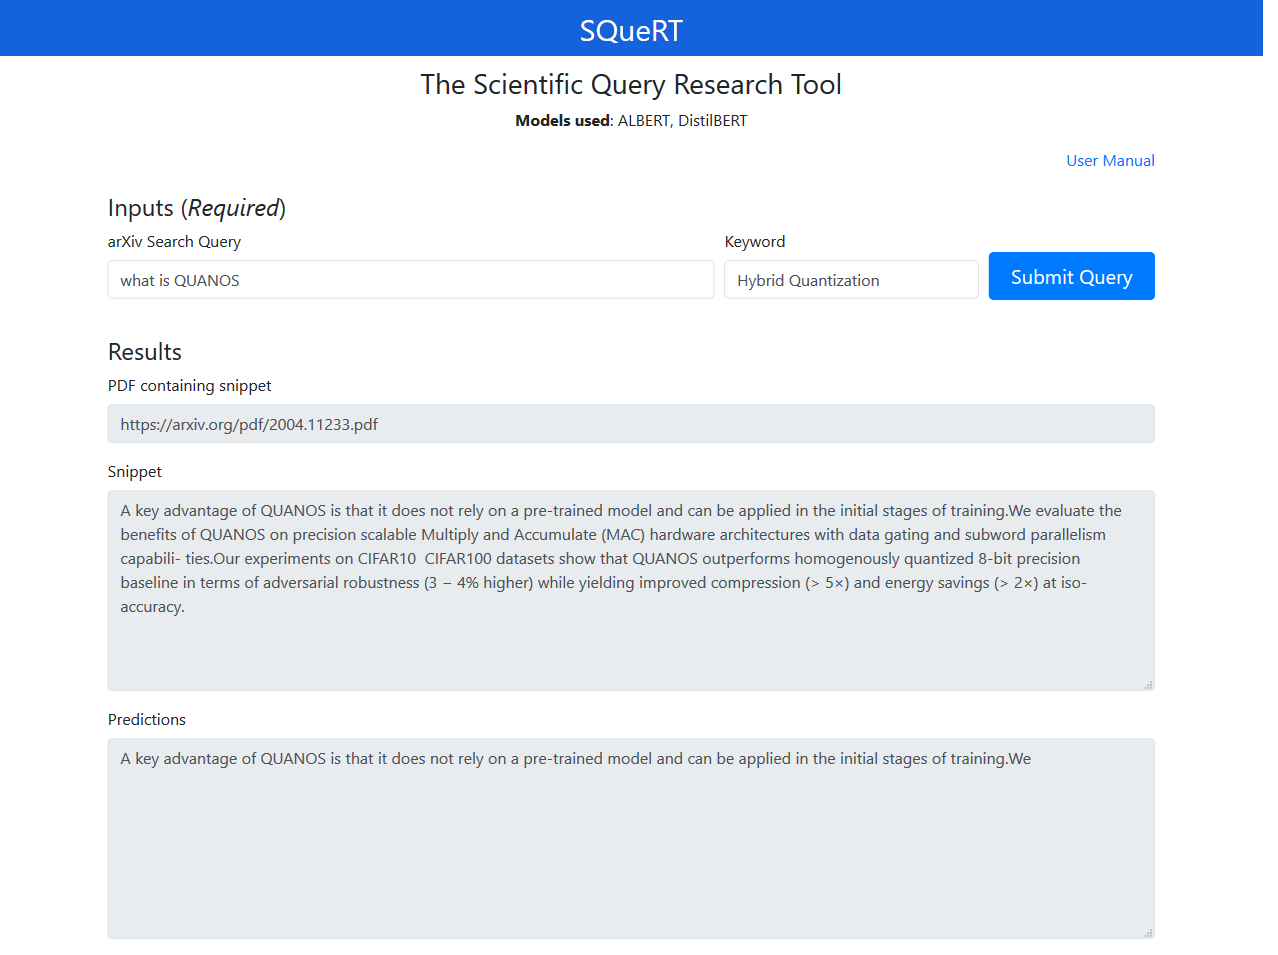 SQueRT
The Scientific Query Research Tool
Models used: ALBERT, DistilBERT
User Manual
Inputs (Required)
arXiv Search Query
Keyword
what is QUANOS
Hybrid Quantization
Submit Query
Results
PDF containing snippet
https://arxiv.org/pdf/2004.11233.pdf
Snippet
A key advantage of QUANOS is that it does not rely on a pre-trained model and can be applied in the initial stages of training.We evaluate the
benefits of QUANOS on precision scalable Multiply and Accumulate (MAC) hardware architectures with data gating and subword parallelism
capabili- ties.Our experiments on CIFAR10  CIFAR100 datasets show that QUANOS outperforms homogenously quantized 8-bit precision
baseline in terms of adversarial robustness (3 − 4% higher) while yielding improved compression (> 5×) and energy savings (> 2×) at iso-
accuracy.
Predictions
A key advantage of QUANOS is that it does not rely on a pre-trained model and can be applied in the initial stages of training.We